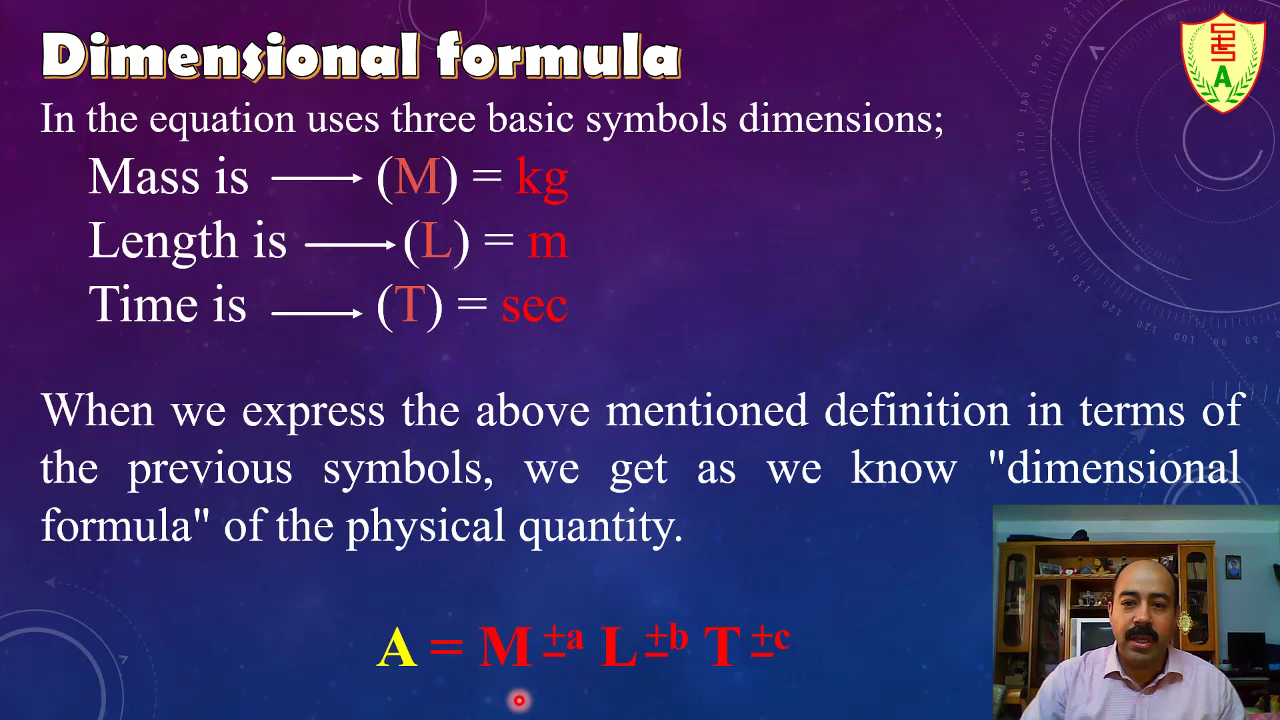 Dimensional formula
In the equation uses three basic symbols dimensions;
Mass is ⟶ (M) = kg
Length is ⟶ (L) = m
Time is ⟶ (T) = sec
When we express the above mentioned definition in terms of
the previous symbols, we get as we know "dimensional
formula" of the physical quantity.
A = M ±a L ±b T ±c
A